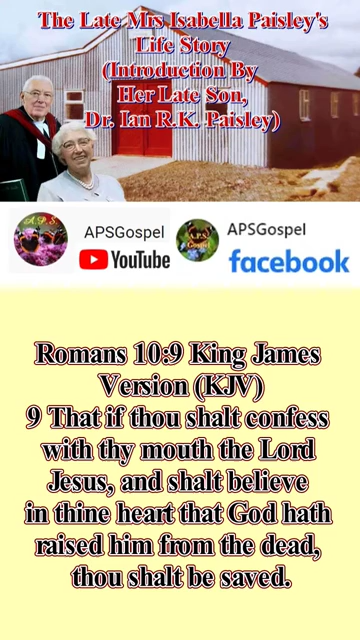 The Late Mrs Isabella Paisley's
Life Story
(Introduction By
Her Late Son,
Dr. Ian R.K. Paisley)
A.P.S.
APSGospel
YouTube
A.P.S
Gospel
APSGospel
facebook
Romans 10:9 King James
Version (KJV)
9 That if thou shalt confess
with thy mouth the Lord
Jesus, and shalt believe
in thine heart that God hath
raised him from the dead,
thou shalt be saved.